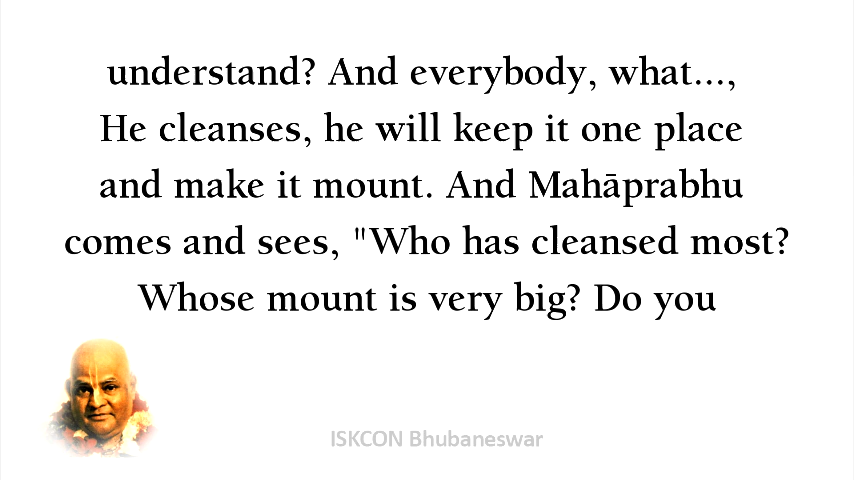 understand? And everybody, what...,
He cleanses, he will keep it one place
and make it mount. And Mahāprabhu
comes and sees, "Who has cleansed most?
Whose mount is very big? Do you
ISKCON Bhubaneswar